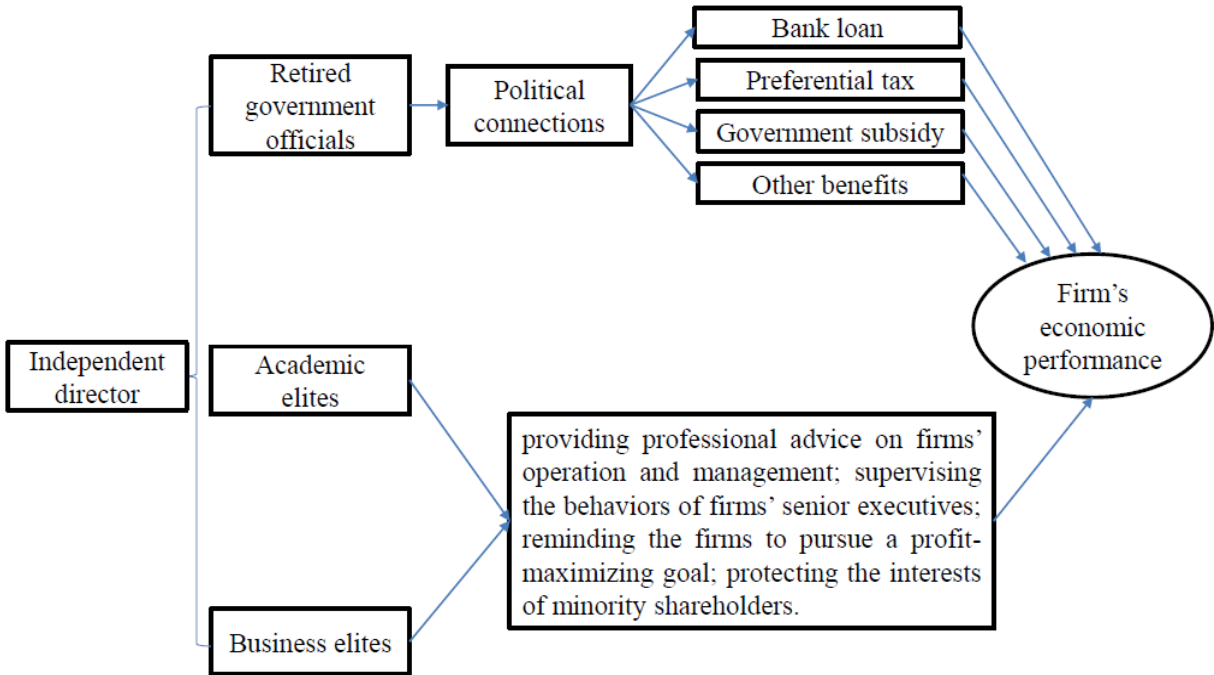 Bank loan
Retired
government
officials
Political
connections
Preferential tax
Government subsidy
Other benefits
Firm’s
economic
performance
Independent
director
Academic
elites
providing professional advice on firms’
operation and management; supervising
the behaviors of firms’ senior executives;
reminding the firms to pursue a profit-
maximizing goal; protecting the interests
of minority shareholders.
Business elites